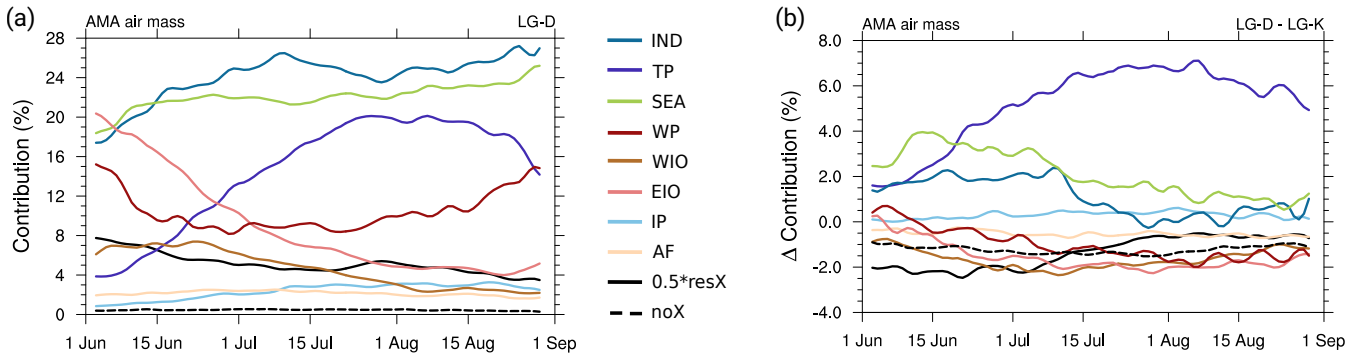 (a)
AMA air mass LG-D
Contribution (%)
28
24
20
16
12
8
4
0
1 Jun 15 Jun 1 Jul 15 Jul 1 Aug 15 Aug 1 Sep
IND
TP
SEA
WP
WIO
EIO
IP
AF
0.5*resX
noX
(b)
AMA air mass LG-D - LG-K
Δ Contribution (%)
8.0
6.0
4.0
2.0
0.0
-2.0
-4.0
1 Jun 15 Jun 1 Jul 15 Jul 1 Aug 15 Aug 1 Sep